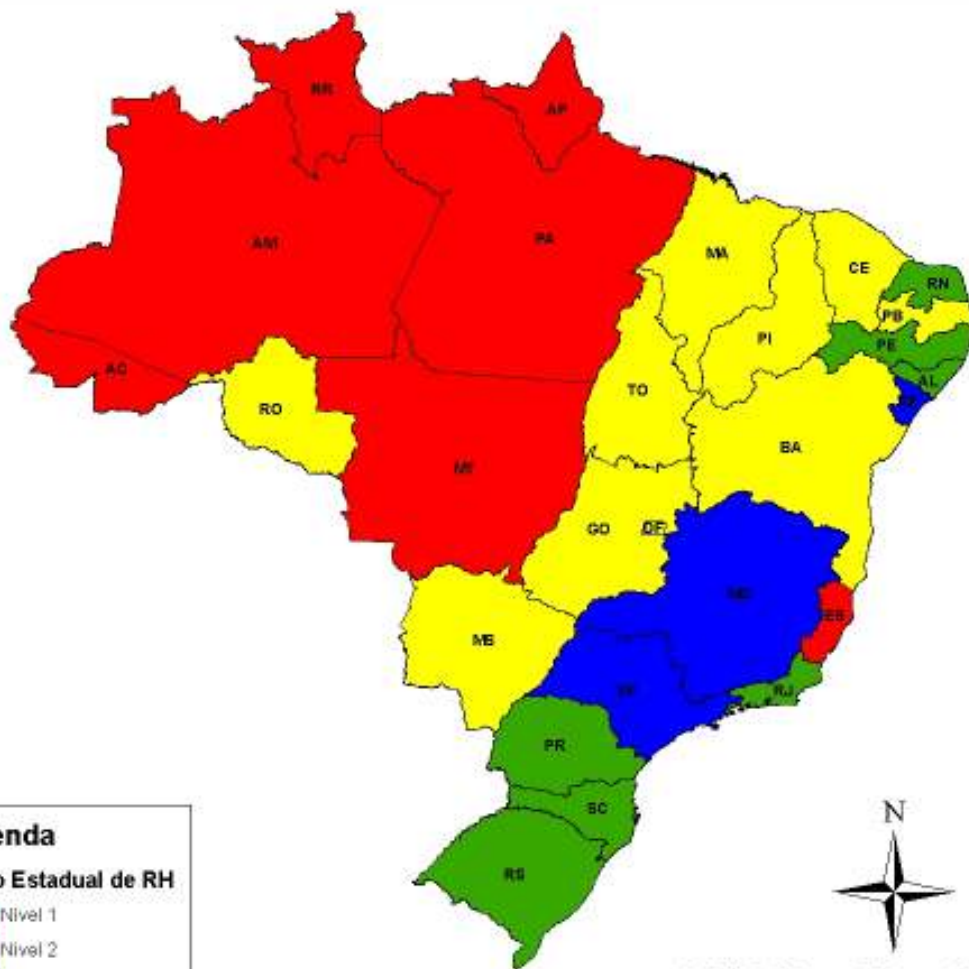 RR
AP
AM
PA
MA
CE
RN
PB
PI
PE
AC
TO
AL
RO
SE
BA
MT
GO
DF
MG
ES
MS
SP
RJ
PR
SC
RS
N
enda
o Estadual de RH
Nivel 1
Nivel 2